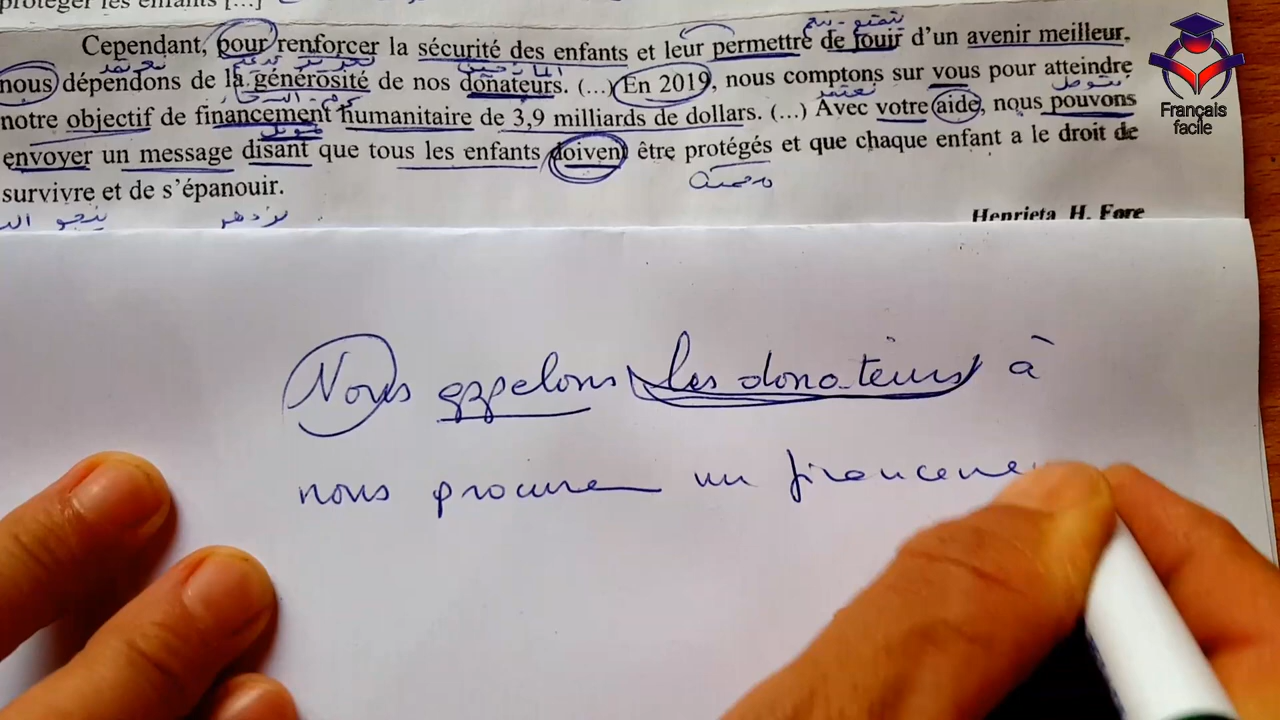 protéger les enfants [...]
Cependant, pour renforcer la sécurité des enfants et leur permettre de jouir d'un avenir meilleur,
nous dépendons de la générosité de nos donateurs. (...) En 2019, nous comptons sur vous pour atteindre
notre objectif de financement humanitaire de 3,9 milliards de dollars. (...) Avec votre aide, nous pouvons
envoyer un message disant que tous les enfants doivent être protégés et que chaque enfant a le droit de
survivre et de s'épanouir.
Henrieta H. Fore
Français
facile
Nous appelons les donateurs à
nous procurer un financeme